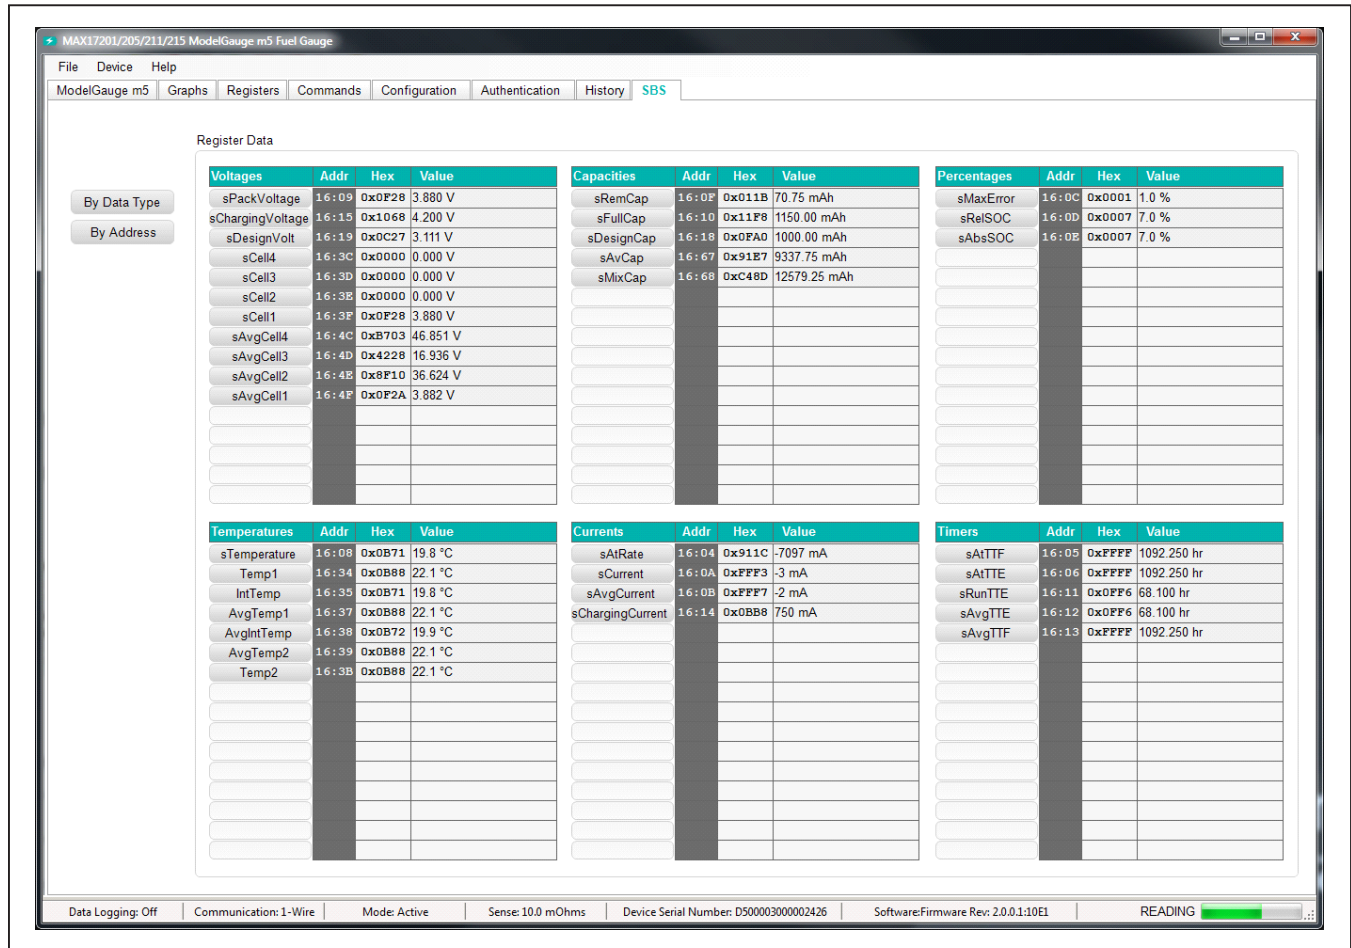 MAX17201/205/211/215 ModelGauge m5 Fuel Gauge
File Device Help
ModelGauge m5 Graphs Registers Commands Configuration Authentication History SBS
Register Data
By Data Type
By Address
Voltages Addr Hex Value
sPackVoltage 16:09 0x0F28 3.880 V
sChargingVoltage 16:15 0x1068 4.200 V
sDesignVolt 16:19 0x0C27 3.111 V
sCell4 16:3C 0x0000 0.000 V
sCell3 16:3D 0x0000 0.000 V
sCell2 16:3E 0x0000 0.000 V
sCell1 16:3F 0x0F28 3.880 V
sAvgCell4 16:4C 0xB703 46.851 V
sAvgCell3 16:4D 0x4228 16.936 V
sAvgCell2 16:4E 0x8F10 36.624 V
sAvgCell1 16:4F 0x0F2A 3.882 V
Capacities Addr Hex Value
sRemCap 16:0F 0x011B 70.75 mAh
sFullCap 16:10 0x11F8 1150.00 mAh
sDesignCap 16:18 0x0FA0 1000.00 mAh
sAvCap 16:67 0x91E7 9337.75 mAh
sMixCap 16:68 0xC48D 12579.25 mAh
Percentages Addr Hex Value
sMaxError 16:0C 0x0001 1.0 %
sRelSOC 16:0D 0x0007 7.0 %
sAbsSOC 16:0E 0x0007 7.0 %
Temperatures Addr Hex Value
sTemperature 16:08 0x0B71 19.8 °C
Temp1 16:34 0x0B88 22.1 °C
IntTemp 16:35 0x0B71 19.8 °C
AvgTemp1 16:37 0x0B88 22.1 °C
AvgIntTemp 16:38 0x0B72 19.9 °C
AvgTemp2 16:39 0x0B88 22.1 °C
Temp2 16:3B 0x0B88 22.1 °C
Currents Addr Hex Value
sAtRate 16:04 0x911C -7097 mA
sCurrent 16:0A 0xFFF3 -3 mA
sAvgCurrent 16:0B 0xFFF7 -2 mA
sChargingCurrent 16:14 0x0BB8 750 mA
Timers Addr Hex Value
sAtTTF 16:05 0xFFFF 1092.250 hr
sAtTTE 16:06 0xFFFF 1092.250 hr
sRunTTE 16:11 0x0FF6 68.100 hr
sAvgTTE 16:12 0x0FF6 68.100 hr
sAvgTTF 16:13 0xFFFF 1092.250 hr
Data Logging: Off Communication: 1-Wire Mode: Active Sense: 10.0 mOhms Device Serial Number: D500003000002426 Software:Firmware Rev: 2.0.0.1:10E1 READING